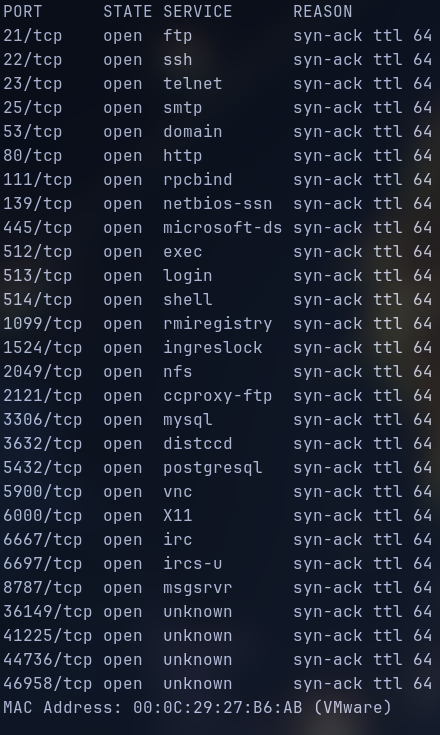 PORT STATE SERVICE REASON
21/tcp open ftp syn-ack ttl 64
22/tcp open ssh syn-ack ttl 64
23/tcp open telnet syn-ack ttl 64
25/tcp open smtp syn-ack ttl 64
53/tcp open domain syn-ack ttl 64
80/tcp open http syn-ack ttl 64
111/tcp open rpcbind syn-ack ttl 64
139/tcp open netbios-ssn syn-ack ttl 64
445/tcp open microsoft-ds syn-ack ttl 64
512/tcp open exec syn-ack ttl 64
513/tcp open login syn-ack ttl 64
514/tcp open shell syn-ack ttl 64
1099/tcp open rmiregistry syn-ack ttl 64
1524/tcp open ingreslock syn-ack ttl 64
2049/tcp open nfs syn-ack ttl 64
2121/tcp open ccproxy-ftp syn-ack ttl 64
3306/tcp open mysql syn-ack ttl 64
3632/tcp open distccd syn-ack ttl 64
5432/tcp open postgresql syn-ack ttl 64
5900/tcp open vnc syn-ack ttl 64
6000/tcp open X11 syn-ack ttl 64
6667/tcp open irc syn-ack ttl 64
6697/tcp open ircs-u syn-ack ttl 64
8787/tcp open msgsrvr syn-ack ttl 64
36149/tcp open unknown syn-ack ttl 64
41225/tcp open unknown syn-ack ttl 64
44736/tcp open unknown syn-ack ttl 64
46958/tcp open unknown syn-ack ttl 64
MAC Address: 00:0C:29:27:B6:AB (VMware)